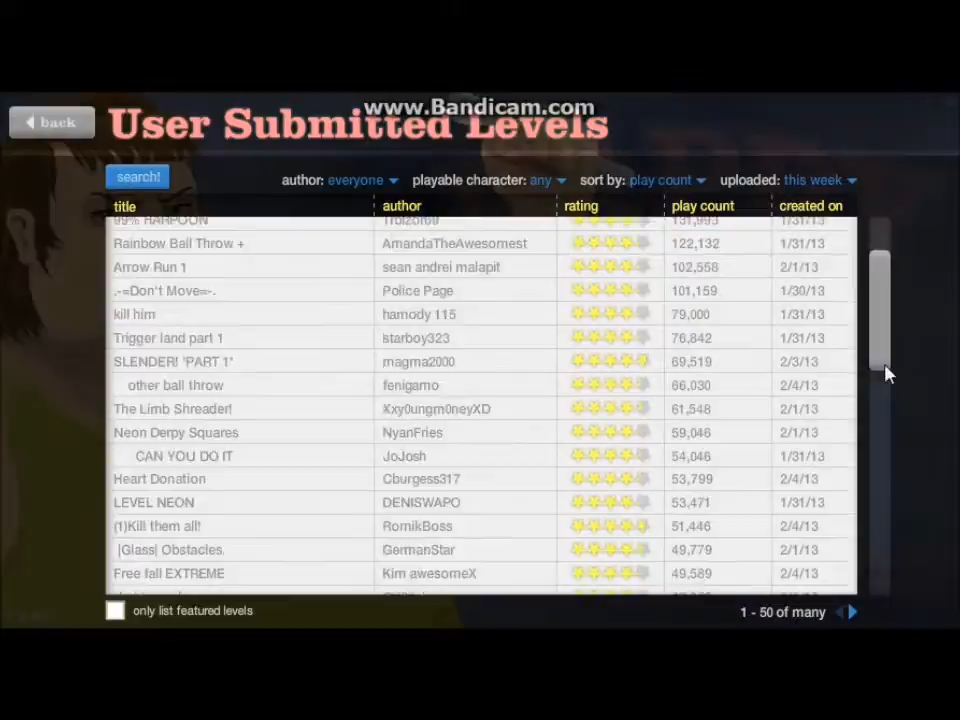 www.Bandicam.com
back
User Submitted Levels
search!
author: everyone playable character: any sort by: play count uploaded: this week
title author rating play count created on
99% HARPOON Trolzor60 131,993 1/31/13
Rainbow Ball Throw + AmandaTheAwesomest 122,132 1/31/13
Arrow Run 1 sean andrei malapit 102,558 2/1/13
.-=Don't Move=-. Police Page 101,159 1/30/13
kill him hamody 115 79,000 1/31/13
Trigger land part 1 starboy323 76,842 1/31/13
SLENDER! 'PART 1' magma2000 69,519 2/3/13
other ball throw fenigamo 66,030 2/4/13
The Limb Shreader! Xxy0ungm0neyXD 61,548 2/1/13
Neon Derpy Squares NyanFries 59,046 2/1/13
CAN YOU DO IT JoJosh 54,046 1/31/13
Heart Donation Cburgess317 53,799 2/4/13
LEVEL NEON DENISWAPO 53,471 1/31/13
(1)Kill them all! RomikBoss 51,446 2/4/13
|Glass| Obstacles. GermanStar 49,779 2/1/13
Free fall EXTREME Kim awesomeX 49,589 2/4/13
only list featured levels
1 - 50 of many